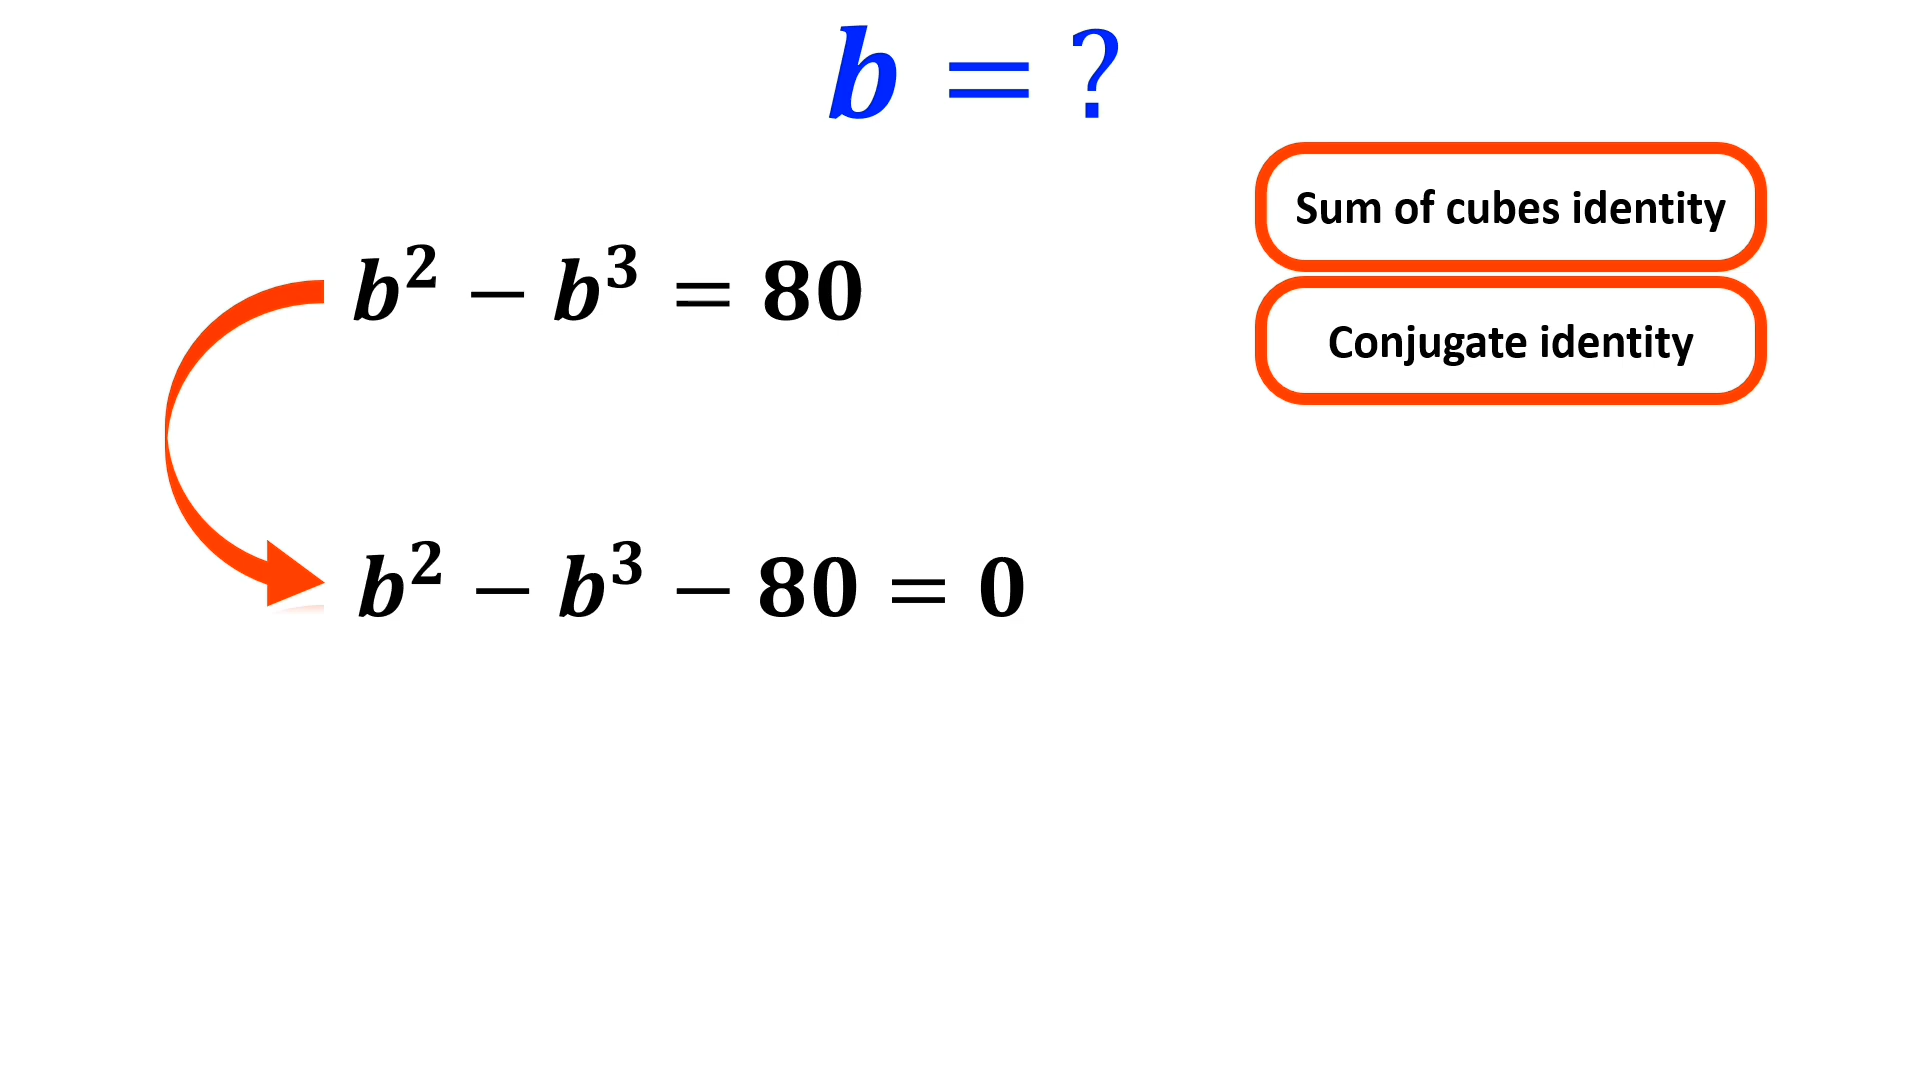 b = ?
Sum of cubes identity
b² − b³ = 80
Conjugate identity
b² − b³ − 80 = 0